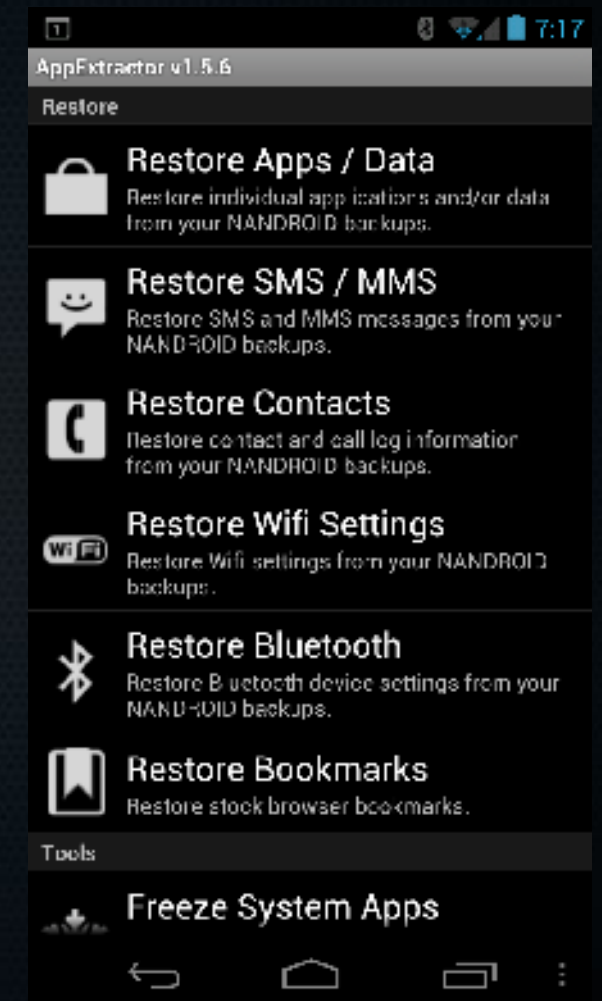 1
7:17
AppExtractor v1.5.6
Restore
Restore Apps / Data
Restore individual applications and/or data
from your NANDROID backups.
Restore SMS / MMS
Restore SMS and MMS messages from your
NANDROID backups.
Restore Contacts
Restore contact and call log information
from your NANDROID backups.
Wi Fi
Restore Wifi Settings
Restore Wifi settings from your NANDROID
backups.
Restore Bluetooth
Restore Bluetooth device settings from your
NANDROID backups.
Restore Bookmarks
Restore stock browser bookmarks.
Tools
Freeze System Apps